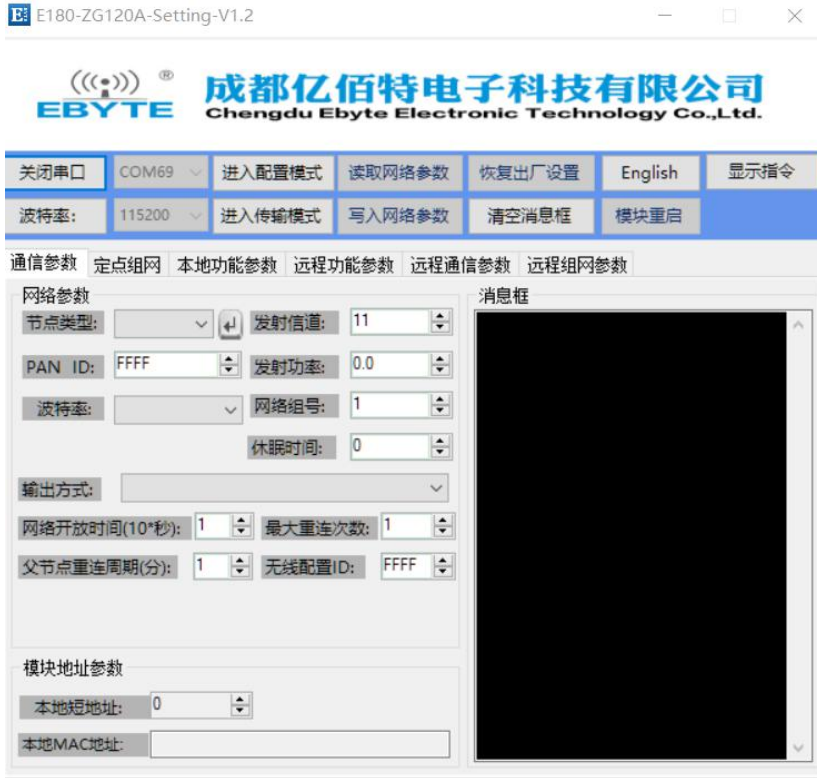 E180-ZG120A-Setting-V1.2
EBYTE ® 成都亿佰特电子科技有限公司
Chengdu Ebyte Electronic Technology Co.,Ltd.
关闭串口 COM69 进入配置模式 读取网络参数 恢复出厂设置 English 显示指令
波特率: 115200 进入传输模式 写入网络参数 清空消息框 模块重启
通信参数 定点组网 本地功能参数 远程功能参数 远程通信参数 远程组网参数
网络参数
节点类型: 发射信道: 11
PAN ID: FFFF 发射功率: 0.0
波特率: 网络组号: 1
休眠时间: 0
输出方式:
网络开放时间(10*秒): 1 最大重连次数: 1
父节点重连周期(分): 1 无线配置ID: FFFF
模块地址参数
本地短地址: 0
本地MAC地址:
消息框